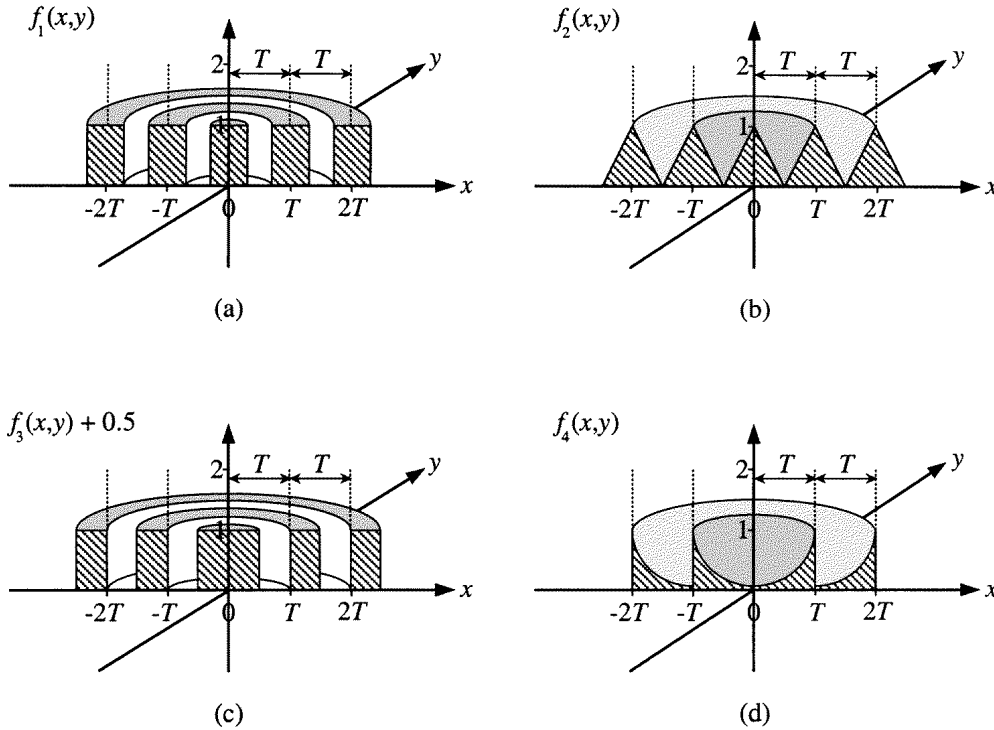 f₁(x,y)
2
T
T
y
1
x
-2T
-T
0
T
2T
(a)
f₂(x,y)
2
T
T
y
1
x
-2T
-T
0
T
2T
(b)
f₃(x,y) + 0.5
2
T
T
y
1
x
-2T
-T
0
T
2T
(c)
f₄(x,y)
2
T
T
y
1
x
-2T
-T
0
T
2T
(d)